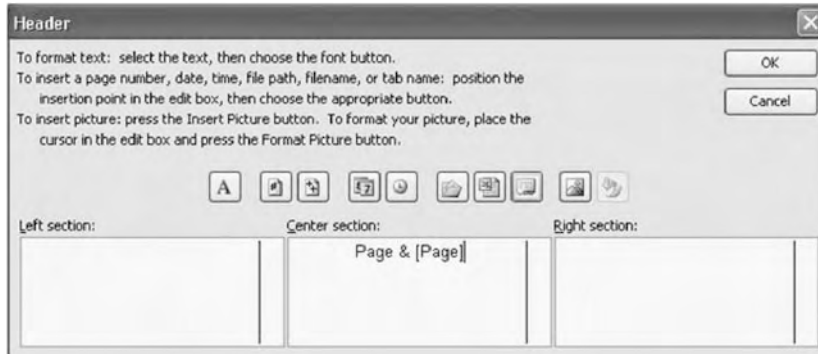 Header
To format text: select the text, then choose the font button.
To insert a page number, date, time, file path, filename, or tab name: position the
insertion point in the edit box, then choose the appropriate button.
To insert picture: press the Insert Picture button. To format your picture, place the
cursor in the edit box and press the Format Picture button.
OK
Cancel
A
Left section:
Center section:
Right section:
Page & [Page]